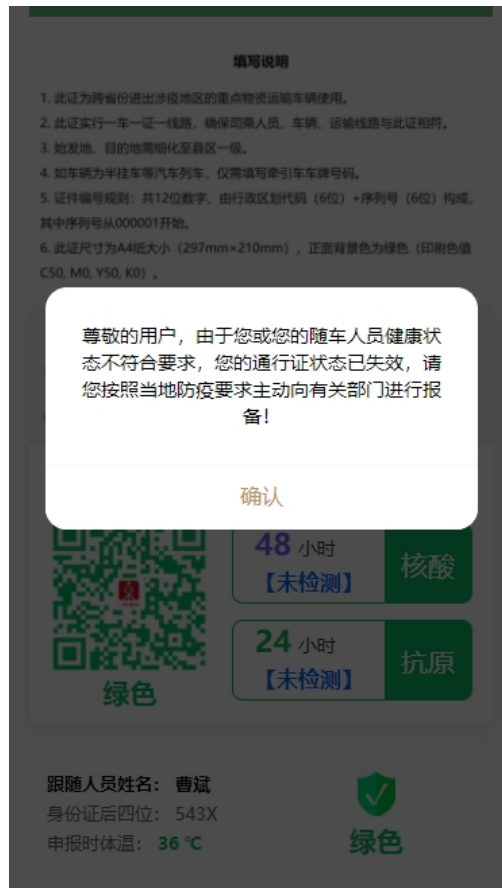 填写说明
1. 此证为跨省份进出涉疫地区的重点物资运输车辆使用。
2. 此证实行一车一证一线路，确保司乘人员、车辆、运输线路与此证相符。
3. 始发地、目的地需细化至县区一级。
4. 如车辆为半挂车等汽车列车，仅需填写牵引车车牌号码。
5. 证件编号规则：共12位数字，由行政区划代码（6位）+序列号（6位）构成，
其中序列号从000001开始。
6. 此证尺寸为A4纸大小（297mm×210mm），正面背景色为绿色（印刷色值
C50, M0, Y50, K0）。
尊敬的用户，由于您或您的随车人员健康状
态不符合要求，您的通行证状态已失效，请
您按照当地防疫要求主动向有关部门进行报
备！
确认
48 小时
【未检测】
核酸
24 小时
【未检测】
抗原
绿色
跟随人员姓名： 曹斌
身份证后四位： 543X
申报时体温： 36 ℃
绿色